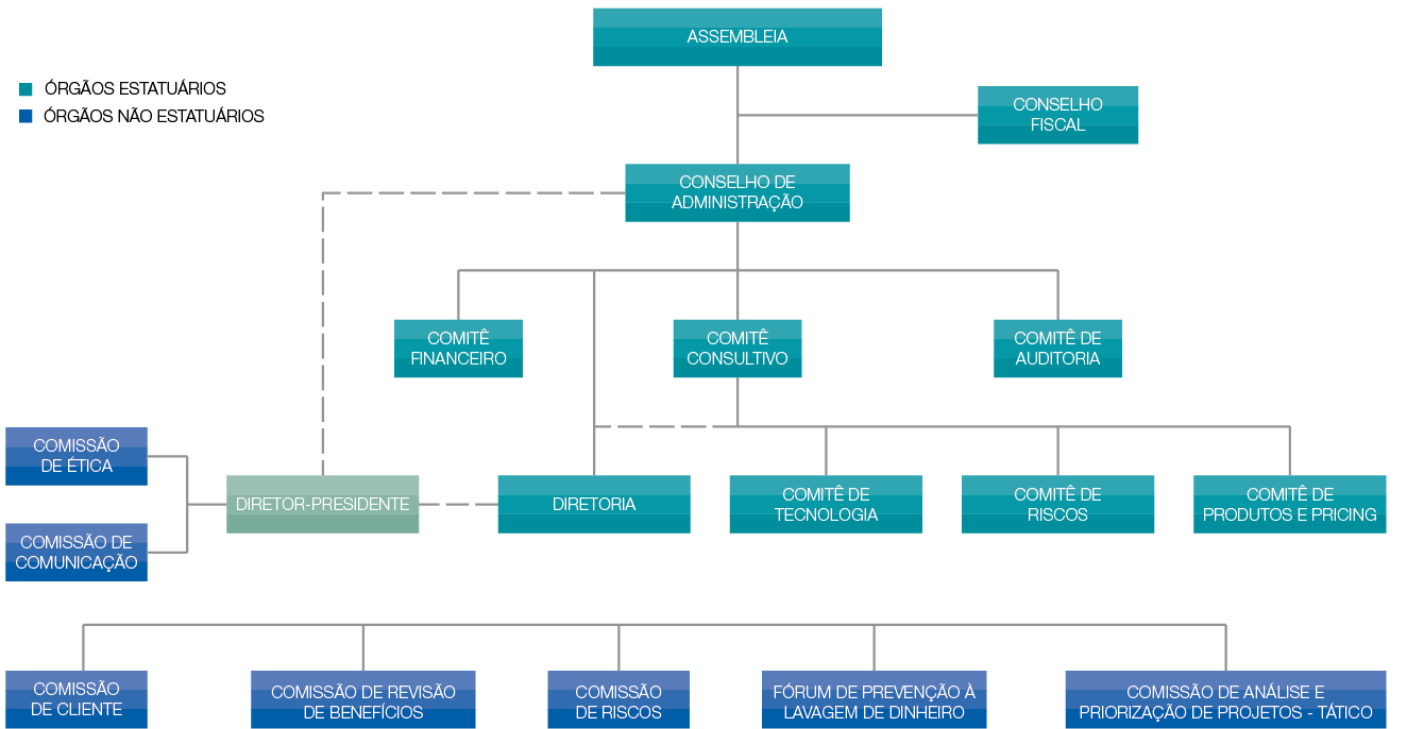 ASSEMBLEIA
ÓRGÃOS ESTATUÁRIOS
ÓRGÃOS NÃO ESTATUÁRIOS
CONSELHO
FISCAL
CONSELHO DE
ADMINISTRAÇÃO
COMITÊ
FINANCEIRO
COMITÊ
CONSULTIVO
COMITÊ DE
AUDITORIA
COMISSÃO
DE ÉTICA
COMISSÃO DE
COMUNICAÇÃO
DIRETOR-PRESIDENTE
DIRETORIA
COMITÊ DE
TECNOLOGIA
COMITÊ DE
RISCOS
COMITÊ DE
PRODUTOS E PRICING
COMISSÃO
DE CLIENTE
COMISSÃO DE REVISÃO
DE BENEFÍCIOS
COMISSÃO
DE RISCOS
FÓRUM DE PREVENÇÃO À
LAVAGEM DE DINHEIRO
COMISSÃO DE ANÁLISE E
PRIORIZAÇÃO DE PROJETOS - TÁTICO